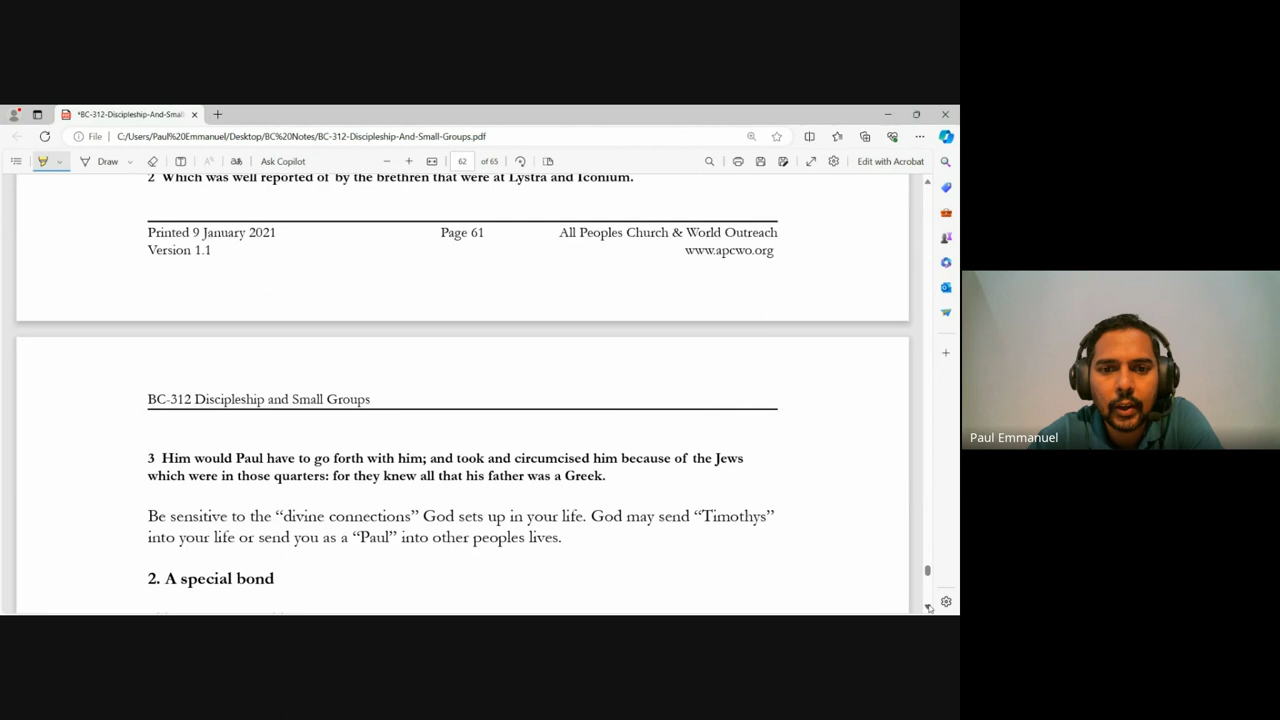 *BC-312-Discipleship-And-Small
File
C:/Users/Paul%20Emmanuel/Desktop/BC%20Notes/BC-312-Discipleship-And-Small-Groups.pdf
Draw
Ask Copilot
62 of 65
Edit with Acrobat
2 Which was well reported of by the brethren that were at Lystra and Iconium.
Printed 9 January 2021 Page 61 All Peoples Church & World Outreach
Version 1.1 www.apcwo.org
BC-312 Discipleship and Small Groups
3 Him would Paul have to go forth with him; and took and circumcised him because of the Jews
which were in those quarters: for they knew all that his father was a Greek.
Be sensitive to the “divine connections” God sets up in your life. God may send “Timothys”
into your life or send you as a “Paul” into other peoples lives.
2. A special bond
Paul Emmanuel